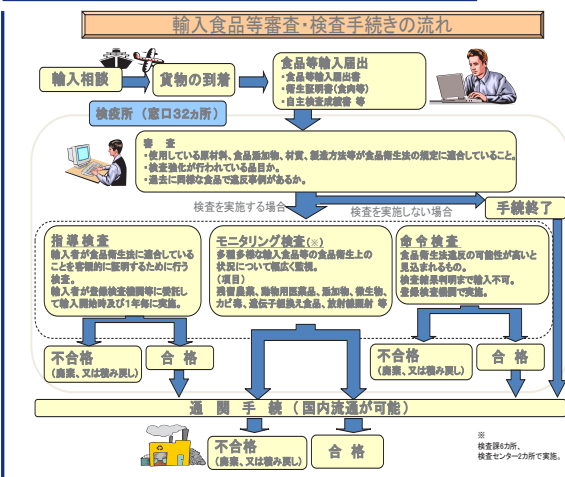 輸入食品等審査・検査手続きの流れ
輸入相談
貨物の到着
食品等輸入届出
・食品等輸入届出書
・衛生証明書(食肉等)
・自主検査成績書 等
検疫所（窓口32ヵ所）
審 査
・使用している原材料、食品添加物、材質、製造方法等が食品衛生法の規定に適合していること。
・検査強化が行われている品目か。
・過去に同様な食品で違反事例があるか。
検査を実施する場合
検査を実施しない場合
手続終了
指導検査
輸入者が食品衛生法に適合している
ことを客観的に証明するために行う
検査。
輸入者が登録検査機関等に委託し
て輸入開始時及び1年毎に実施。
モニタリング検査(※)
多種多様な輸入食品等の食品衛生上の
状況について幅広く監視。
(項目)
残留農薬、動物用医薬品、添加物、微生物、
カビ毒、遺伝子組換え食品、放射線照射 等
命令検査
食品衛生法違反の可能性が高いと
見込まれるもの。
検査結果判明まで輸入不可。
登録検査機関で実施。
不合格
(廃棄、又は積み戻し)
合 格
不合格
(廃棄、又は積み戻し)
合 格
通 関 手 続 （国内流通が可能）
不合格
(廃棄、又は積み戻し)
合 格
※
検査課6カ所、
検査センター2カ所で実施。